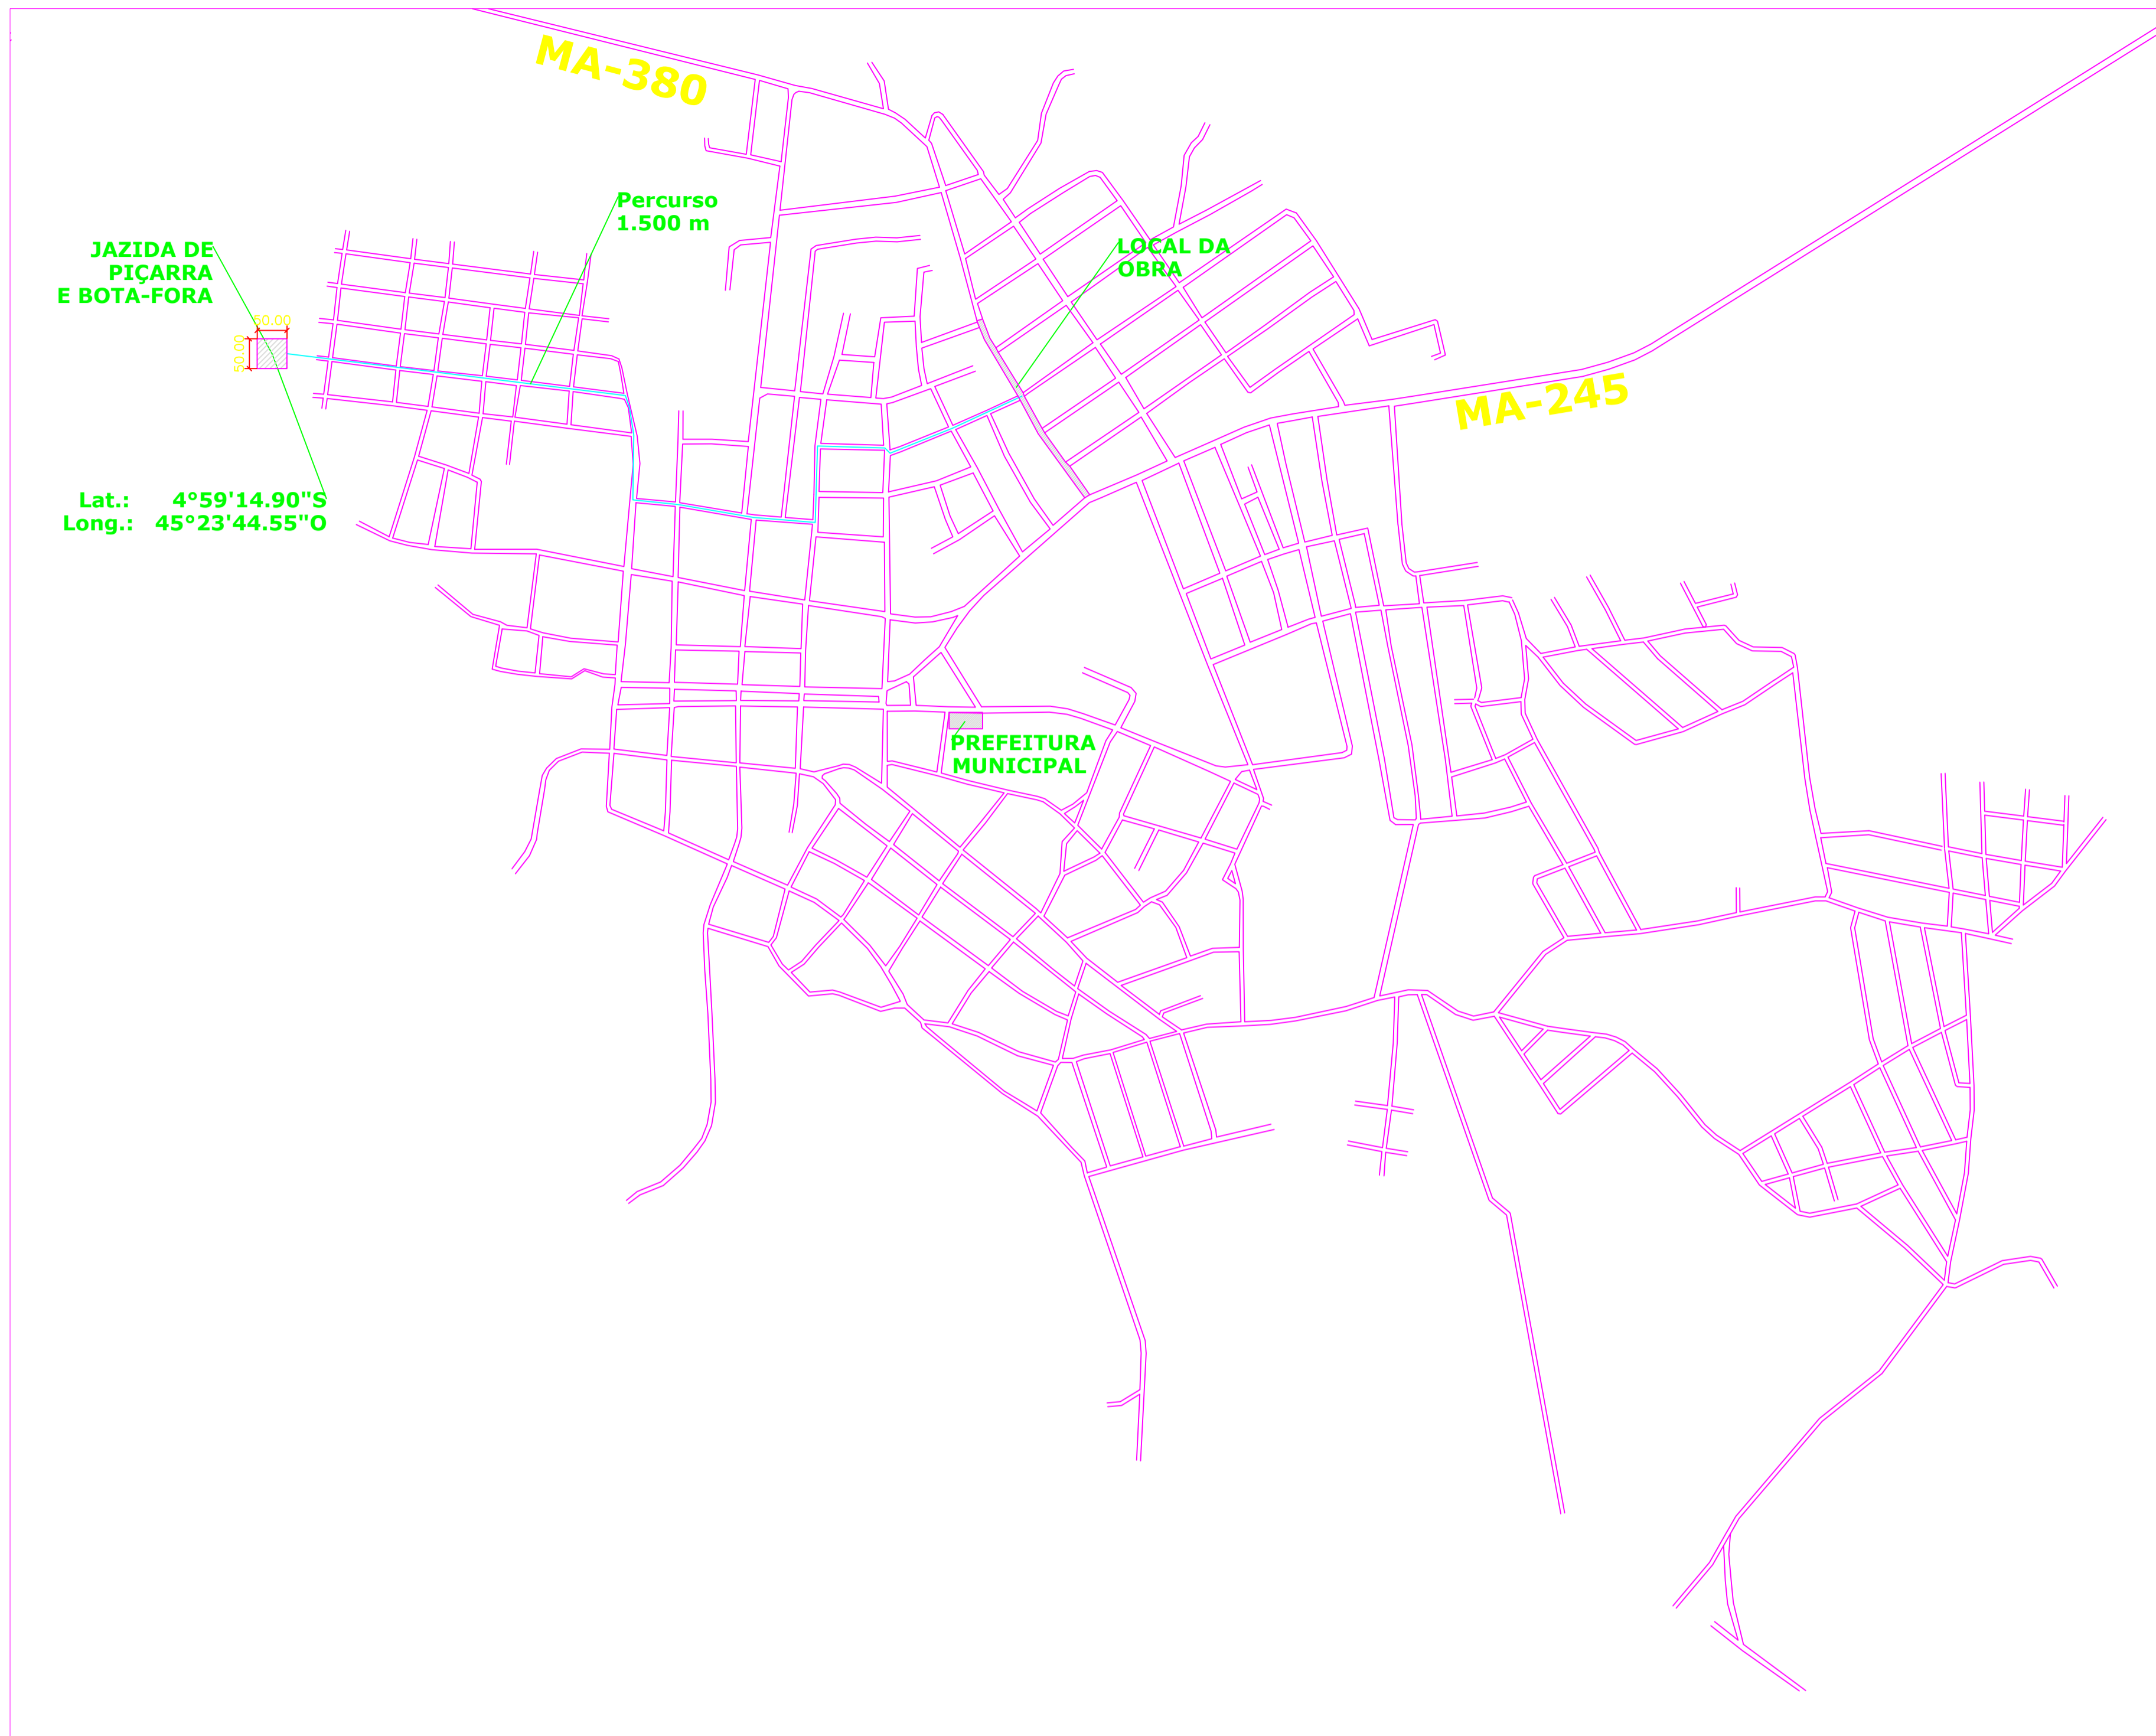 MA-380
Percurso
1.500 m
JAZIDA DE
PIÇARRA
E BOTA-FORA
LOCAL DA
OBRA
50.00
50.00
MA-245
Lat.: 4°59'14.90"S
Long.: 45°23'44.55"O
PREFEITURA
MUNICIPAL